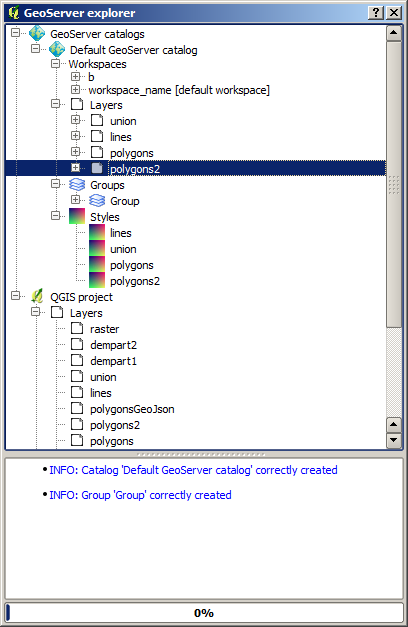 GeoServer explorer
GeoServer catalogs
Default GeoServer catalog
Workspaces
b
workspace_name [default workspace]
Layers
union
lines
polygons
polygons2
Groups
Group
Styles
lines
union
polygons
polygons2
QGIS project
Layers
raster
dempart2
dempart1
union
lines
polygonsGeoJson
polygons2
polygons
• INFO: Catalog 'Default GeoServer catalog' correctly created
• INFO: Group 'Group' correctly created
0%